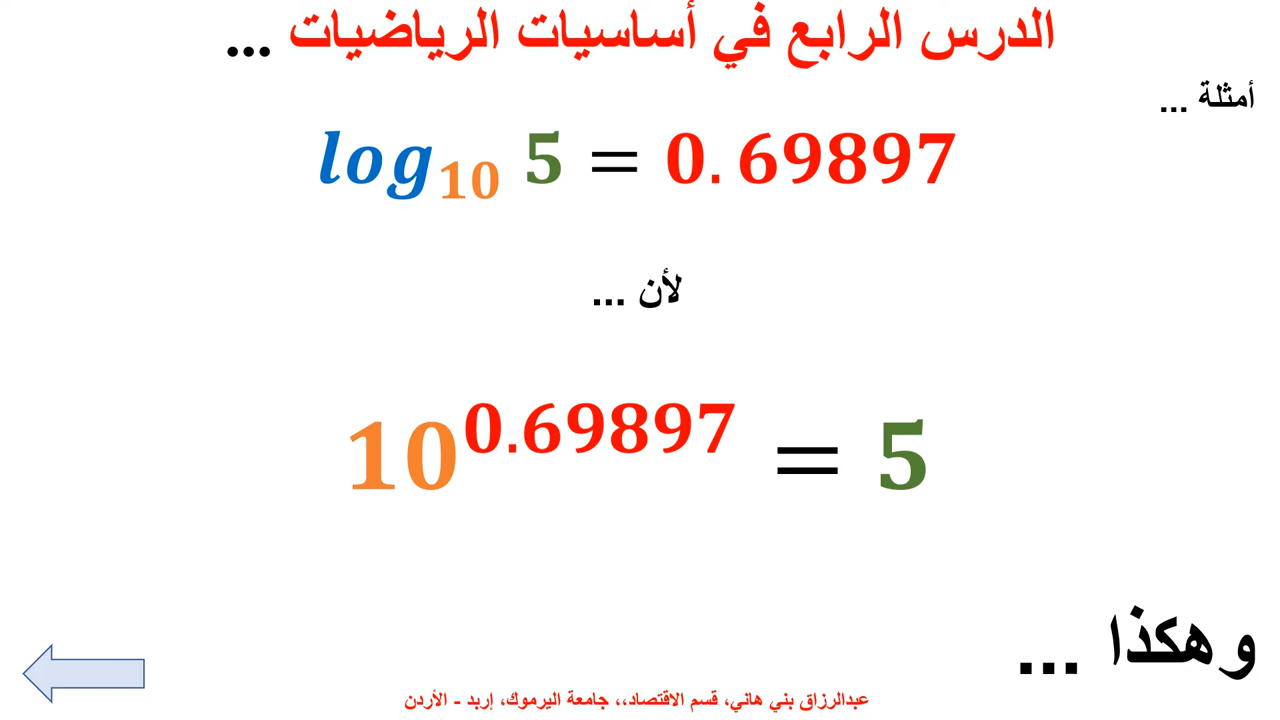 الدرس الرابع في أساسيات الرياضيات ...
أمثلة ...
log₁₀ 5 = 0.69897
لأن ...
10^0.69897 = 5
وهكذا ...
عبدالرزاق بني هاني، قسم الاقتصاد،، جامعة اليرموك، إربد - الأردن